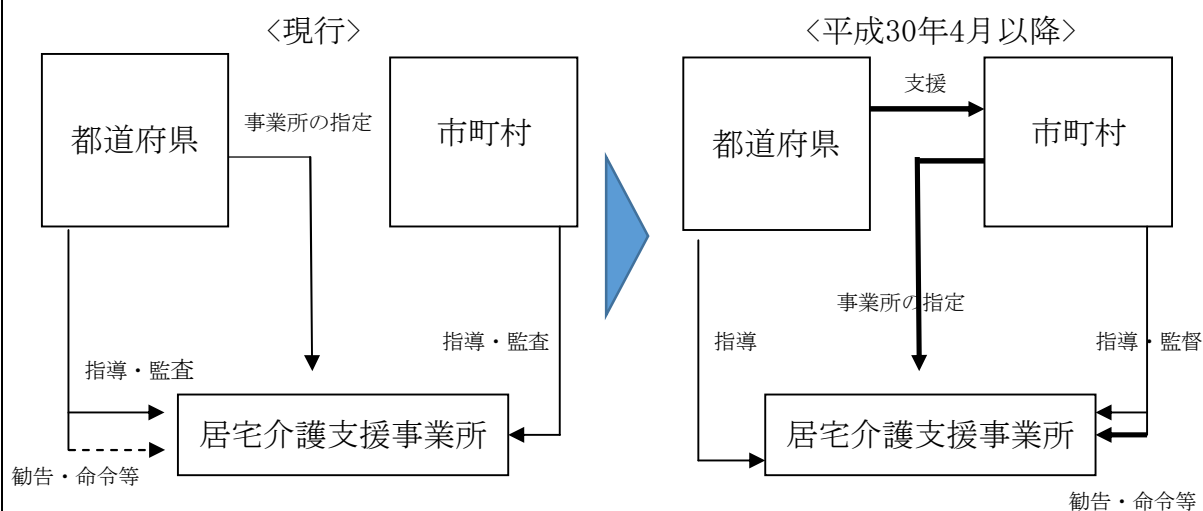 <現行>
都道府県
事業所の指定
市町村
指導・監査
指導・監査
居宅介護支援事業所
勧告・命令等
<平成30年4月以降>
都道府県
支援
市町村
事業所の指定
指導
指導・監督
居宅介護支援事業所
勧告・命令等